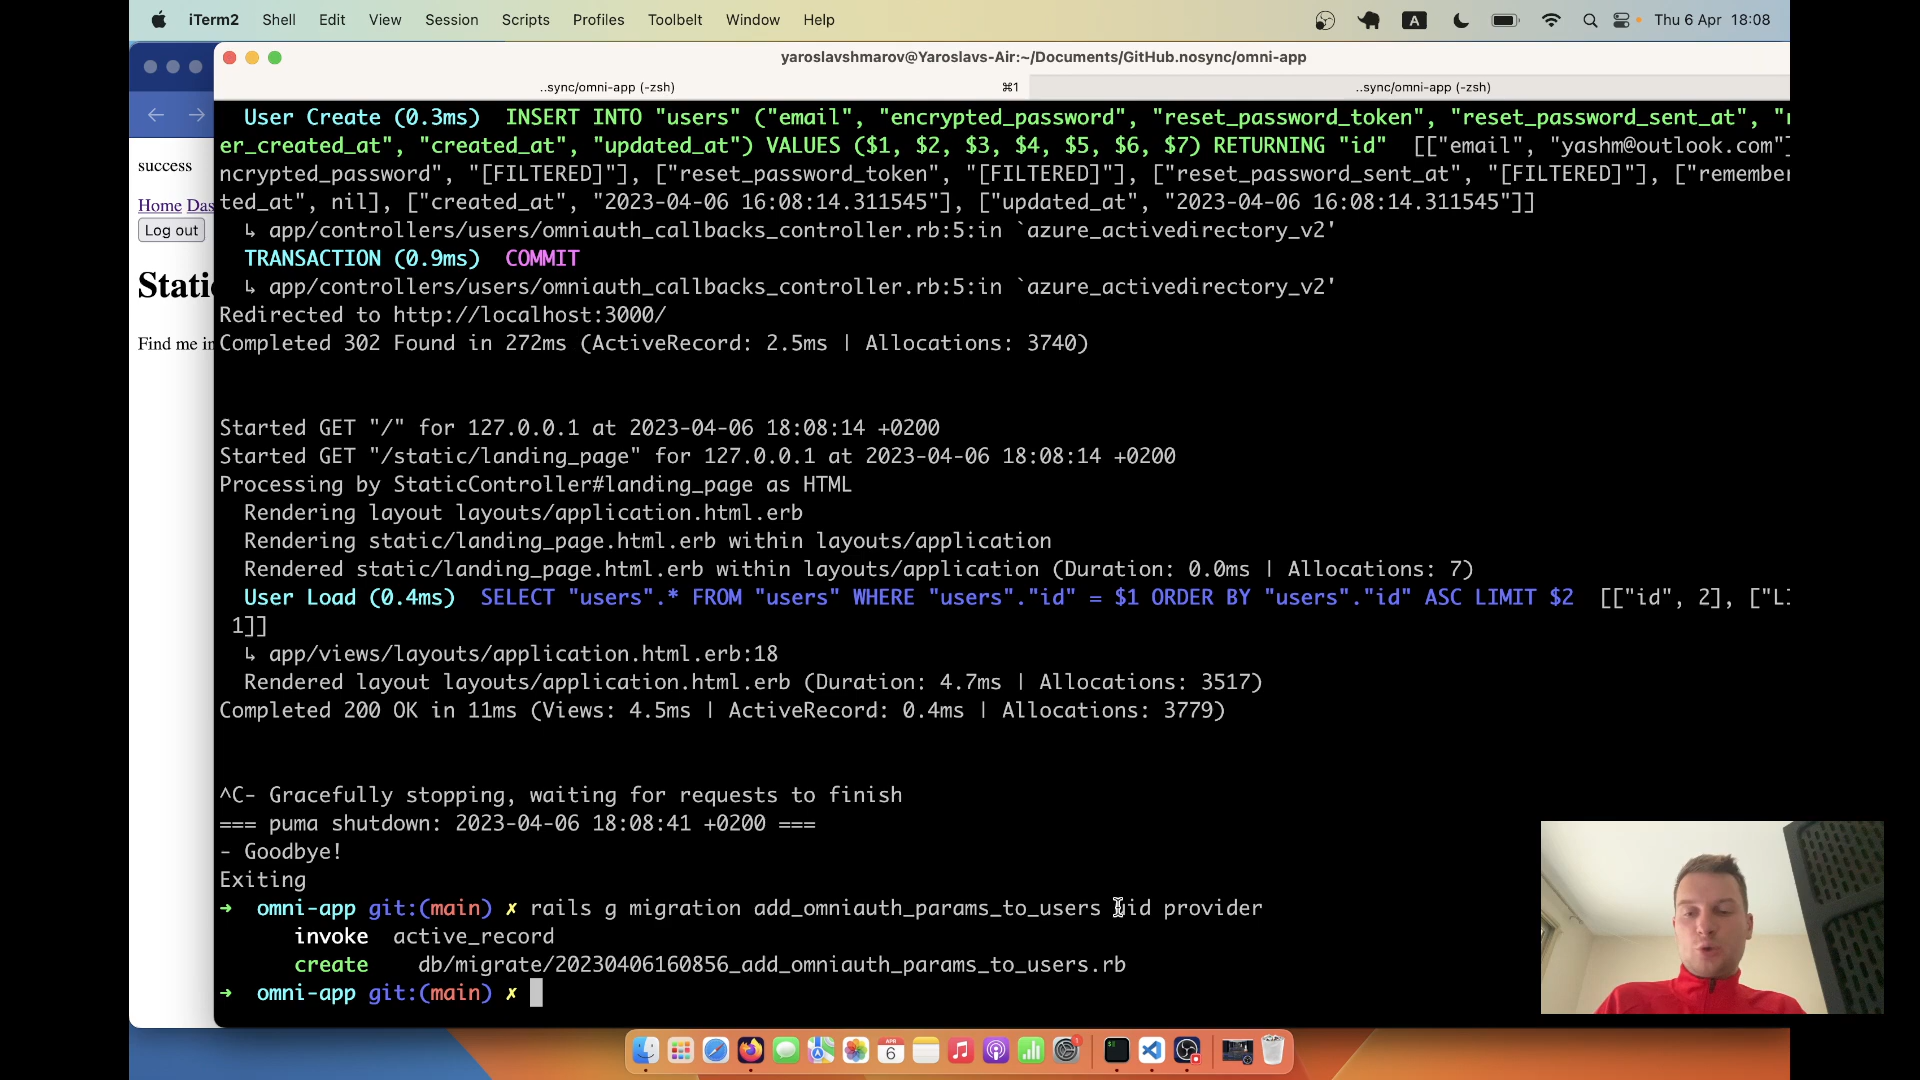 iTerm2 Shell Edit View Session Scripts Profiles Toolbelt Window Help A Thu 6 Apr 18:08
yaroslavshmarov@Yaroslavs-Air:~/Documents/GitHub.nosync/omni-app
..sync/omni-app (-zsh) ⌘1 ..sync/omni-app (-zsh)
success
Home Das
Log out
Static
Find me in
User Create (0.3ms) INSERT INTO "users" ("email", "encrypted_password", "reset_password_token", "reset_password_sent_at", "r
er_created_at", "created_at", "updated_at") VALUES ($1, $2, $3, $4, $5, $6, $7) RETURNING "id" [["email", "yashm@outlook.com"]
ncrypted_password", "[FILTERED]"], ["reset_password_token", "[FILTERED]"], ["reset_password_sent_at", "[FILTERED]"], ["remember
ted_at", nil], ["created_at", "2023-04-06 16:08:14.311545"], ["updated_at", "2023-04-06 16:08:14.311545"]]
↳ app/controllers/users/omniauth_callbacks_controller.rb:5:in `azure_activedirectory_v2'
TRANSACTION (0.9ms) COMMIT
↳ app/controllers/users/omniauth_callbacks_controller.rb:5:in `azure_activedirectory_v2'
Redirected to http://localhost:3000/
Completed 302 Found in 272ms (ActiveRecord: 2.5ms | Allocations: 3740)
Started GET "/" for 127.0.0.1 at 2023-04-06 18:08:14 +0200
Started GET "/static/landing_page" for 127.0.0.1 at 2023-04-06 18:08:14 +0200
Processing by StaticController#landing_page as HTML
Rendering layout layouts/application.html.erb
Rendering static/landing_page.html.erb within layouts/application
Rendered static/landing_page.html.erb within layouts/application (Duration: 0.0ms | Allocations: 7)
User Load (0.4ms) SELECT "users".* FROM "users" WHERE "users"."id" = $1 ORDER BY "users"."id" ASC LIMIT $2 [["id", 2], ["LI
1]]
↳ app/views/layouts/application.html.erb:18
Rendered layout layouts/application.html.erb (Duration: 4.7ms | Allocations: 3517)
Completed 200 OK in 11ms (Views: 4.5ms | ActiveRecord: 0.4ms | Allocations: 3779)
^C- Gracefully stopping, waiting for requests to finish
=== puma shutdown: 2023-04-06 18:08:41 +0200 ===
- Goodbye!
Exiting
➜ omni-app git:(main) ✗ rails g migration add_omniauth_params_to_users uid provider
invoke active_record
create db/migrate/20230406160856_add_omniauth_params_to_users.rb
➜ omni-app git:(main) ✗
APR
6